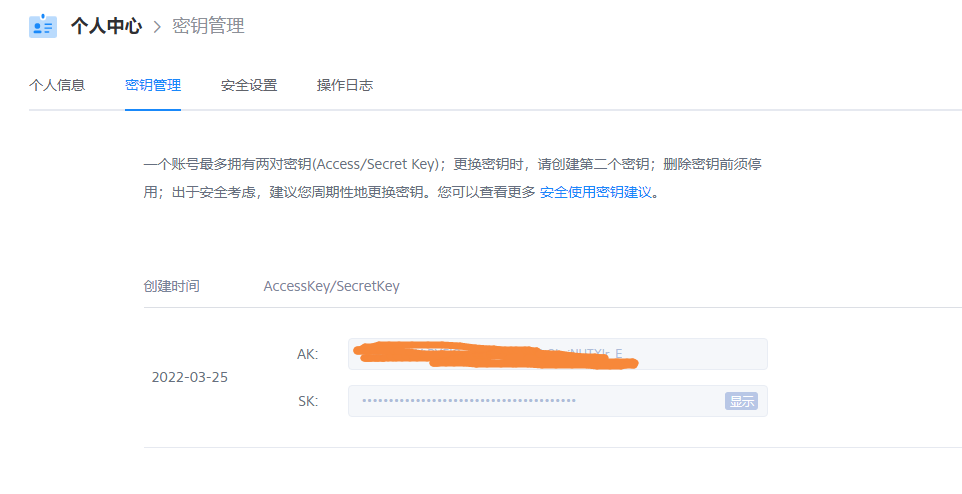 个人中心 > 密钥管理
个人信息 密钥管理 安全设置 操作日志
一个账号最多拥有两对密钥(Access/Secret Key)；更换密钥时，请创建第二个密钥；删除密钥前须停
用；出于安全考虑，建议您周期性地更换密钥。您可以查看更多 安全使用密钥建议。
创建时间 AccessKey/SecretKey
AK:
2022-03-25
SK: •••••••••••••••••••••••••••••••••••••••• 显示